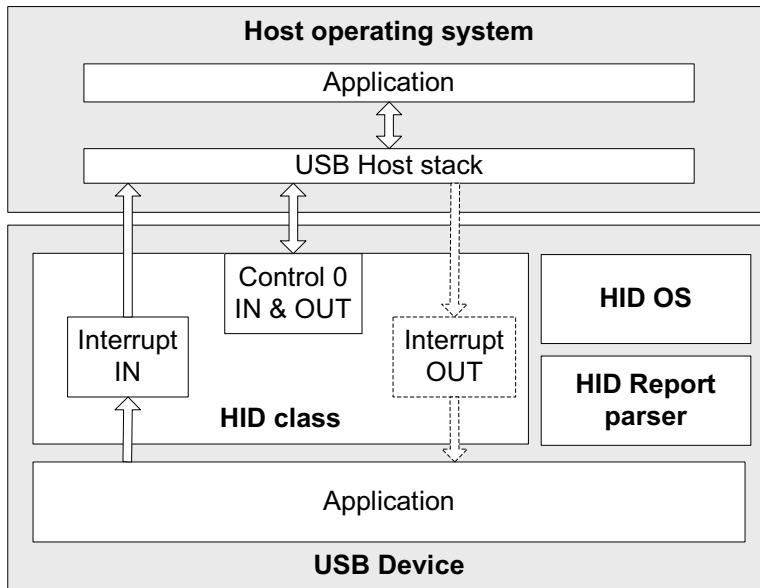 Host operating system
Application
USB Host stack
Control 0
IN & OUT
HID OS
Interrupt
IN
Interrupt
OUT
HID Report
parser
HID class
Application
USB Device